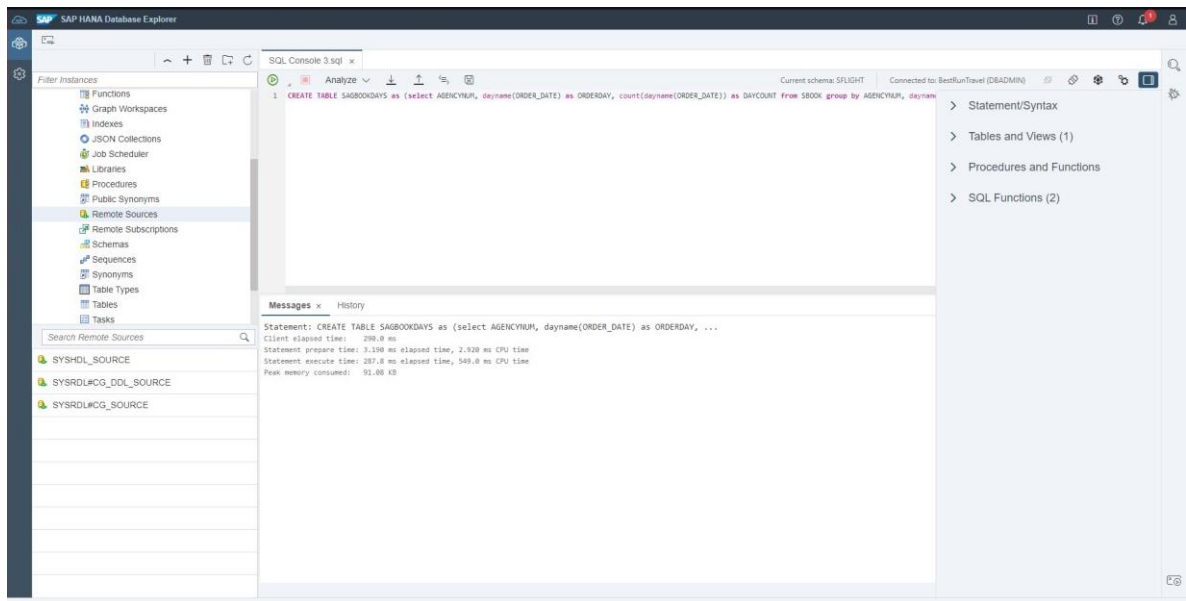 SAP SAP HANA Database Explorer
1
SQL Console 3.sql x
Filter Instances
Analyze
Current schema: SFLIGHT
Connected to: BestRunTravel (DBADMIN)
1 CREATE TABLE SAGBOOKDAYS as (select AGENCYNUM, dayname(ORDER_DATE) as ORDERDAY, count(dayname(ORDER_DATE)) as DAYCOUNT from SBOOK group by AGENCYNUM, dayname
Functions
Graph Workspaces
Indexes
JSON Collections
Job Scheduler
Libraries
Procedures
Public Synonyms
Remote Sources
Remote Subscriptions
Schemas
Sequences
Synonyms
Table Types
Tables
Tasks
Search Remote Sources
SYSHDL_SOURCE
SYSRDL#CG_DDL_SOURCE
SYSRDL#CG_SOURCE
Messages x History
Statement: CREATE TABLE SAGBOOKDAYS as (select AGENCYNUM, dayname(ORDER_DATE) as ORDERDAY, ...
Client elapsed time: 290.0 ms
Statement prepare time: 3.190 ms elapsed time, 2.920 ms CPU time
Statement execute time: 287.0 ms elapsed time, 549.0 ms CPU time
Peak memory consumed: 91.08 KB
Statement/Syntax
Tables and Views (1)
Procedures and Functions
SQL Functions (2)